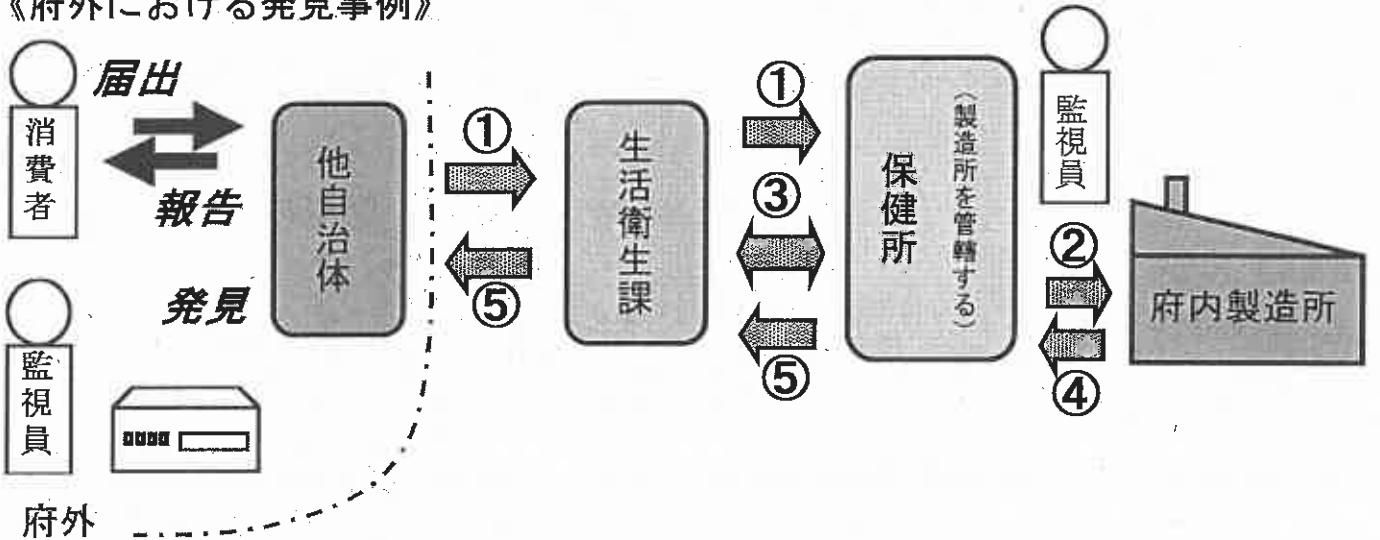 《府外における発見事例》
届出
消費者
報告
他自治体
発見
監視員
府外
①
⑤
生活衛生課
①
③
⑤
保健所
(製造所を管轄する)
監視員
②
④
府内製造所